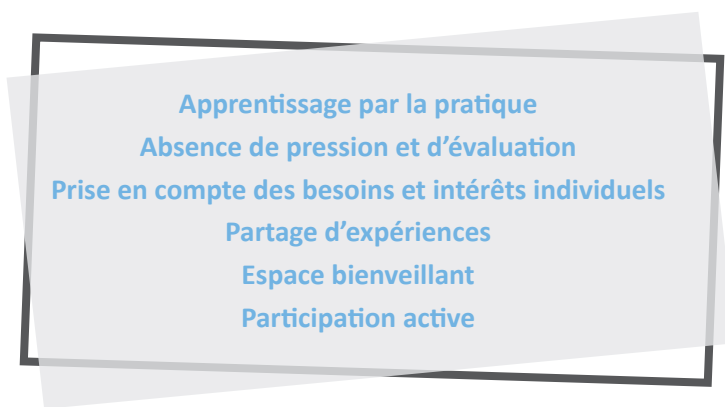 Apprentissage par la pratique
Absence de pression et d'évaluation
Prise en compte des besoins et intérêts individuels
Partage d'expériences
Espace bienveillant
Participation active